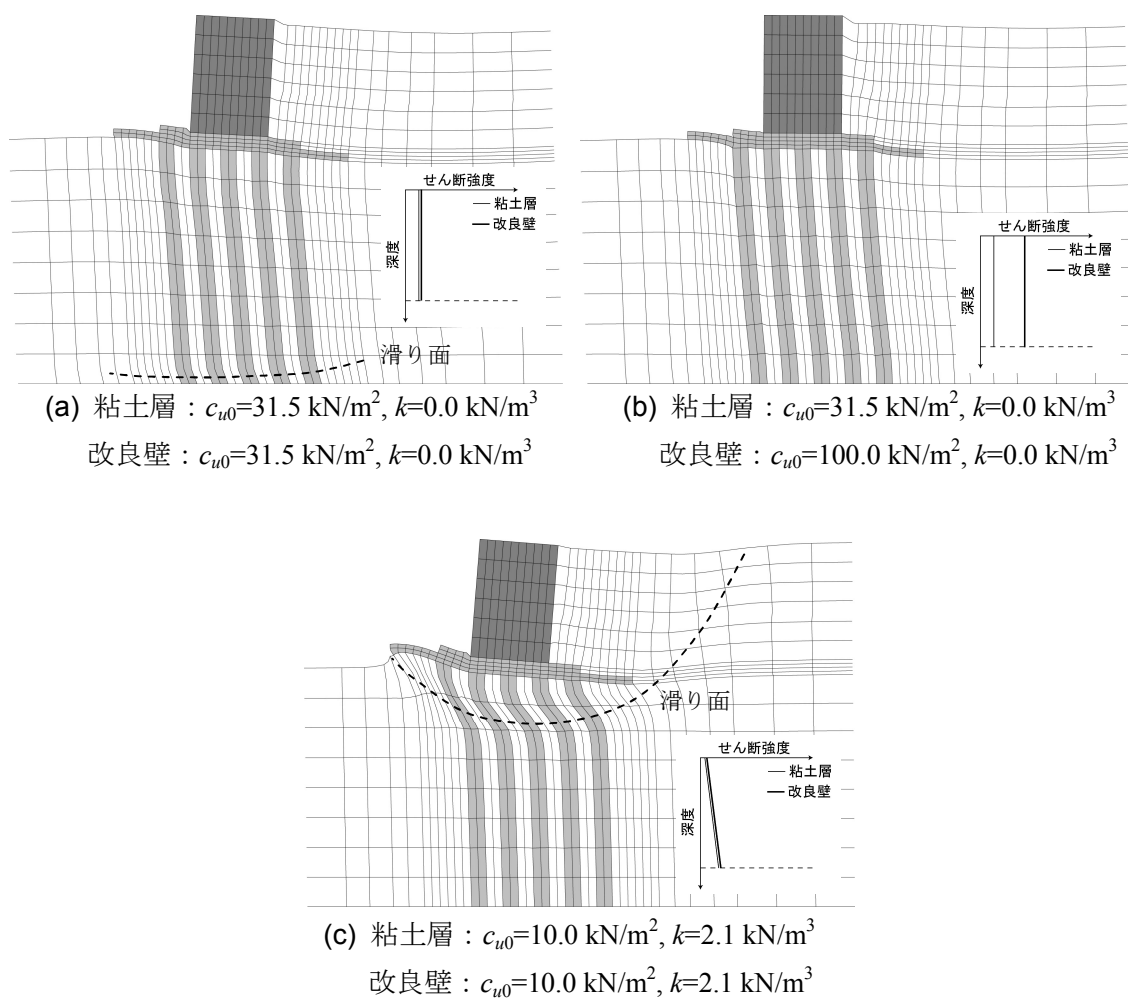 せん断強度
粘土層
改良壁
深度
滑り面
(a) 粘土層：cu0=31.5 kN/m2, k=0.0 kN/m3
改良壁：cu0=31.5 kN/m2, k=0.0 kN/m3
せん断強度
粘土層
改良壁
深度
(b) 粘土層：cu0=31.5 kN/m2, k=0.0 kN/m3
改良壁：cu0=100.0 kN/m2, k=0.0 kN/m3
滑り面
せん断強度
粘土層
改良壁
深度
(c) 粘土層：cu0=10.0 kN/m2, k=2.1 kN/m3
改良壁：cu0=10.0 kN/m2, k=2.1 kN/m3